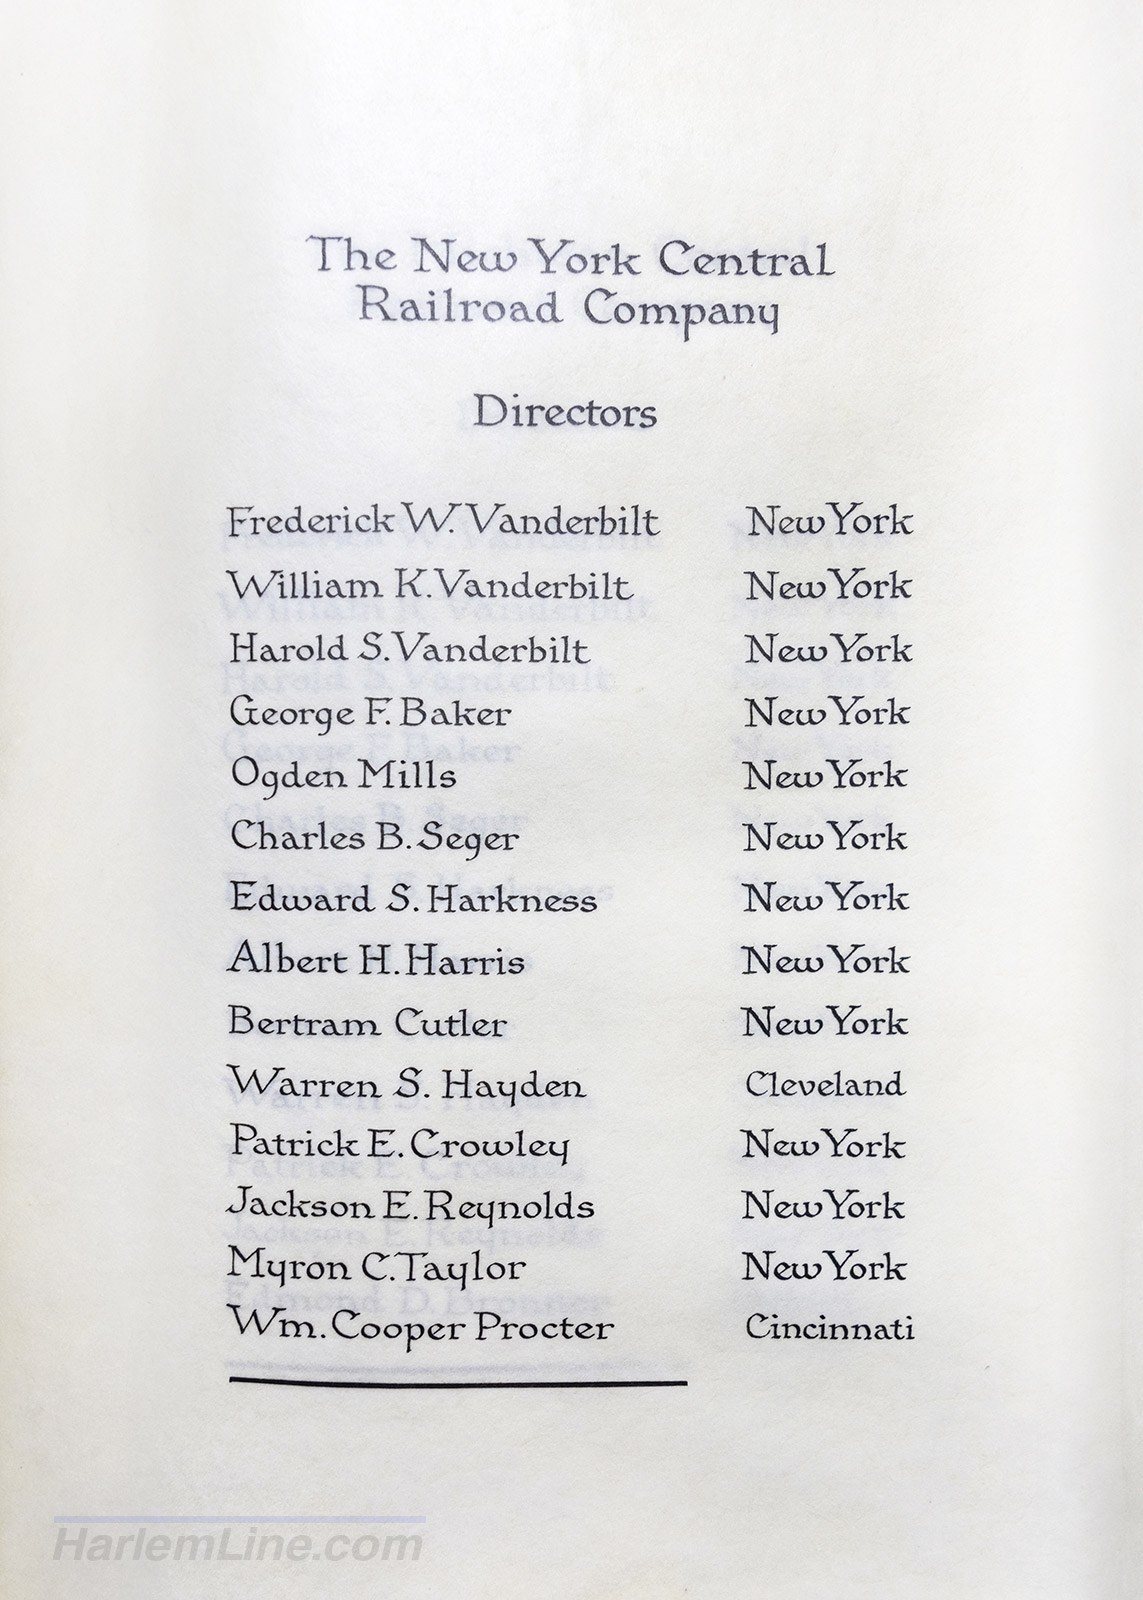 The New York Central
Railroad Company
Directors
Frederick W. Vanderbilt New York
William K. Vanderbilt New York
Harold S. Vanderbilt New York
George F. Baker New York
Ogden Mills New York
Charles B. Seger New York
Edward S. Harkness New York
Albert H. Harris New York
Bertram Cutler New York
Warren S. Hayden Cleveland
Patrick E. Crowley New York
Jackson E. Reynolds New York
Myron C. Taylor New York
Wm. Cooper Procter Cincinnati
HarlemLine.com